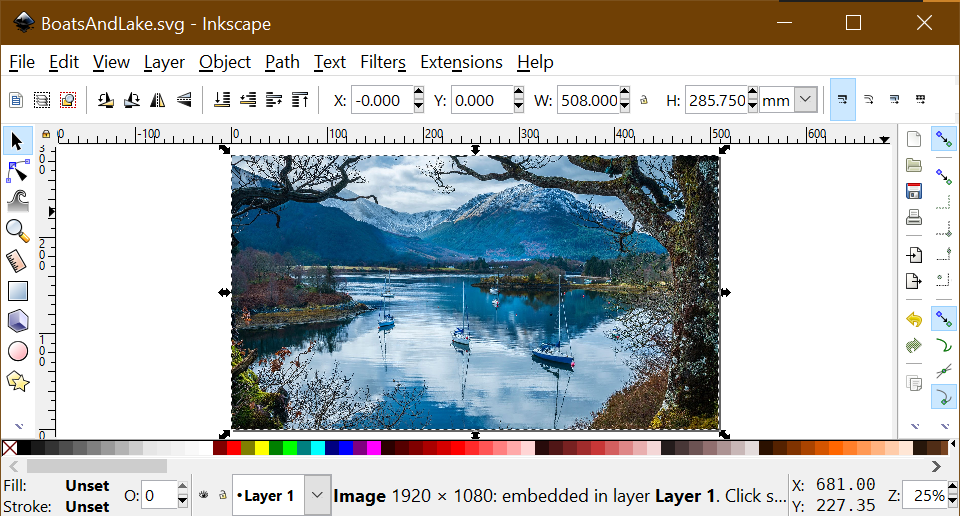 BoatsAndLake.svg - Inkscape
File Edit View Layer Object Path Text Filters Extensions Help
X: -0.000 Y: 0.000 W: 508.000 H: 285.750 mm
0 -100 0 100 200 300 400 500 600
300
200
100
0
Fill: Unset
Stroke: Unset
O: 0
•Layer 1
Image 1920 × 1080: embedded in layer Layer 1. Click s...
X: 681.00
Y: 227.35
Z: 25%